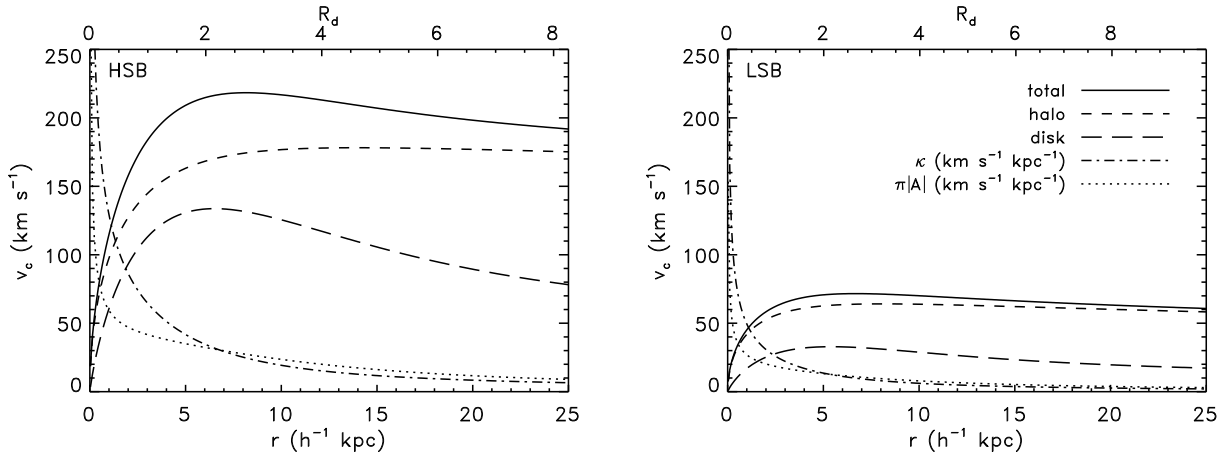 R_d
0 2 4 6 8
250
200
150
100
50
0
v_c (km s⁻¹)
HSB
0 5 10 15 20 25
r (h⁻¹ kpc)
R_d
0 2 4 6 8
250
200
150
100
50
0
v_c (km s⁻¹)
LSB
total
halo
disk
κ (km s⁻¹ kpc⁻¹)
π|A| (km s⁻¹ kpc⁻¹)
0 5 10 15 20 25
r (h⁻¹ kpc)